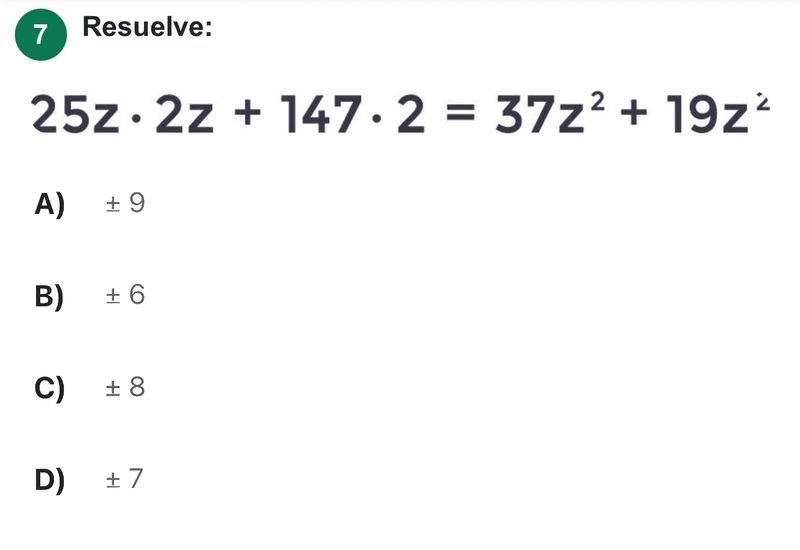 7 Resuelve:
25z · 2z + 147 · 2 = 37z² + 19z²
A) ± 9
B) ± 6
C) ± 8
D) ± 7